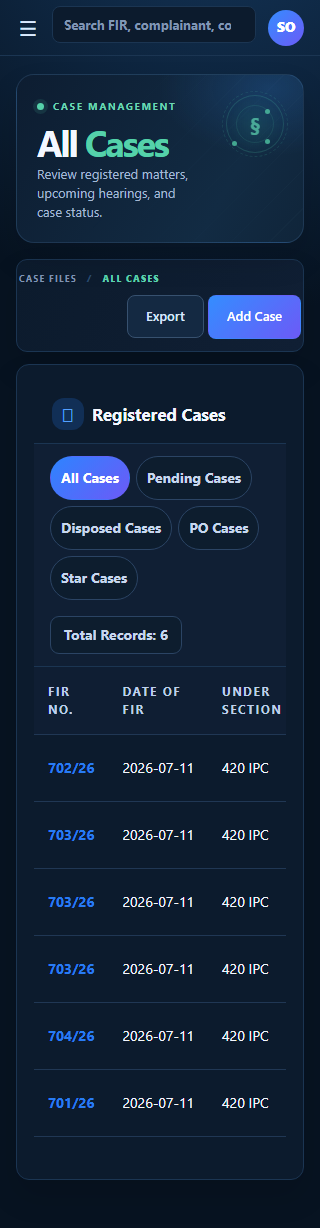 ☰ Search FIR, complainant, co SO
CASE MANAGEMENT
§
All Cases
Review registered matters,
upcoming hearings, and
case status.
CASE FILES / ALL CASES
Export Add Case
Registered Cases
All Cases Pending Cases
Disposed Cases PO Cases
Star Cases
Total Records: 6
FIR NO. DATE OF FIR UNDER SECTION
702/26 2026-07-11 420 IPC
703/26 2026-07-11 420 IPC
703/26 2026-07-11 420 IPC
703/26 2026-07-11 420 IPC
704/26 2026-07-11 420 IPC
701/26 2026-07-11 420 IPC